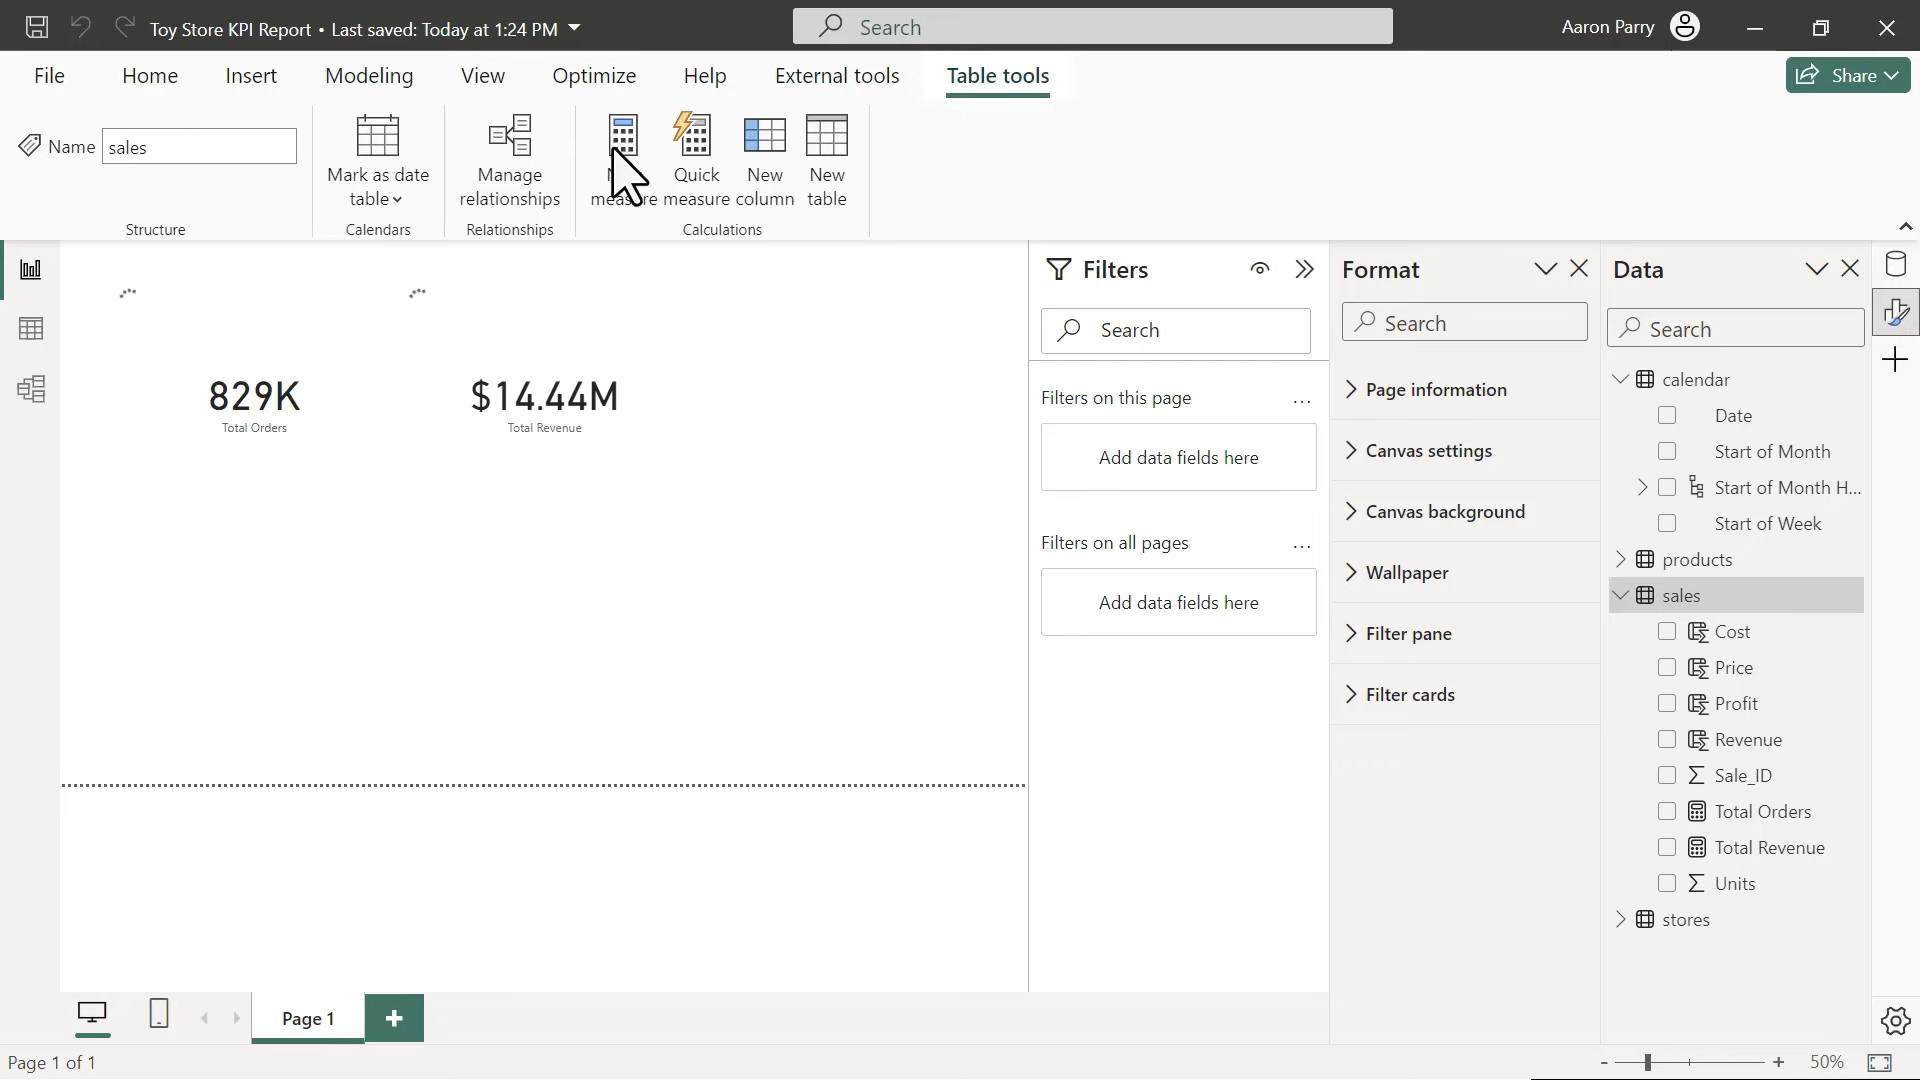 Toy Store KPI Report • Last saved: Today at 1:24 PM
Search
Aaron Parry
File
Home
Insert
Modeling
View
Optimize
Help
External tools
Table tools
Share
Name
sales
Mark as date
table
Manage
relationships
measure
Quick
measure
New
column
New
table
Structure
Calendars
Relationships
Calculations
829K
Total Orders
$14.44M
Total Revenue
Filters
Search
Filters on this page
...
Add data fields here
Filters on all pages
...
Add data fields here
Format
Search
Page information
Canvas settings
Canvas background
Wallpaper
Filter pane
Filter cards
Data
Search
calendar
Date
Start of Month
Start of Month H...
Start of Week
products
sales
Cost
Price
Profit
Revenue
Sale_ID
Total Orders
Total Revenue
Units
stores
Page 1
Page 1 of 1
50%